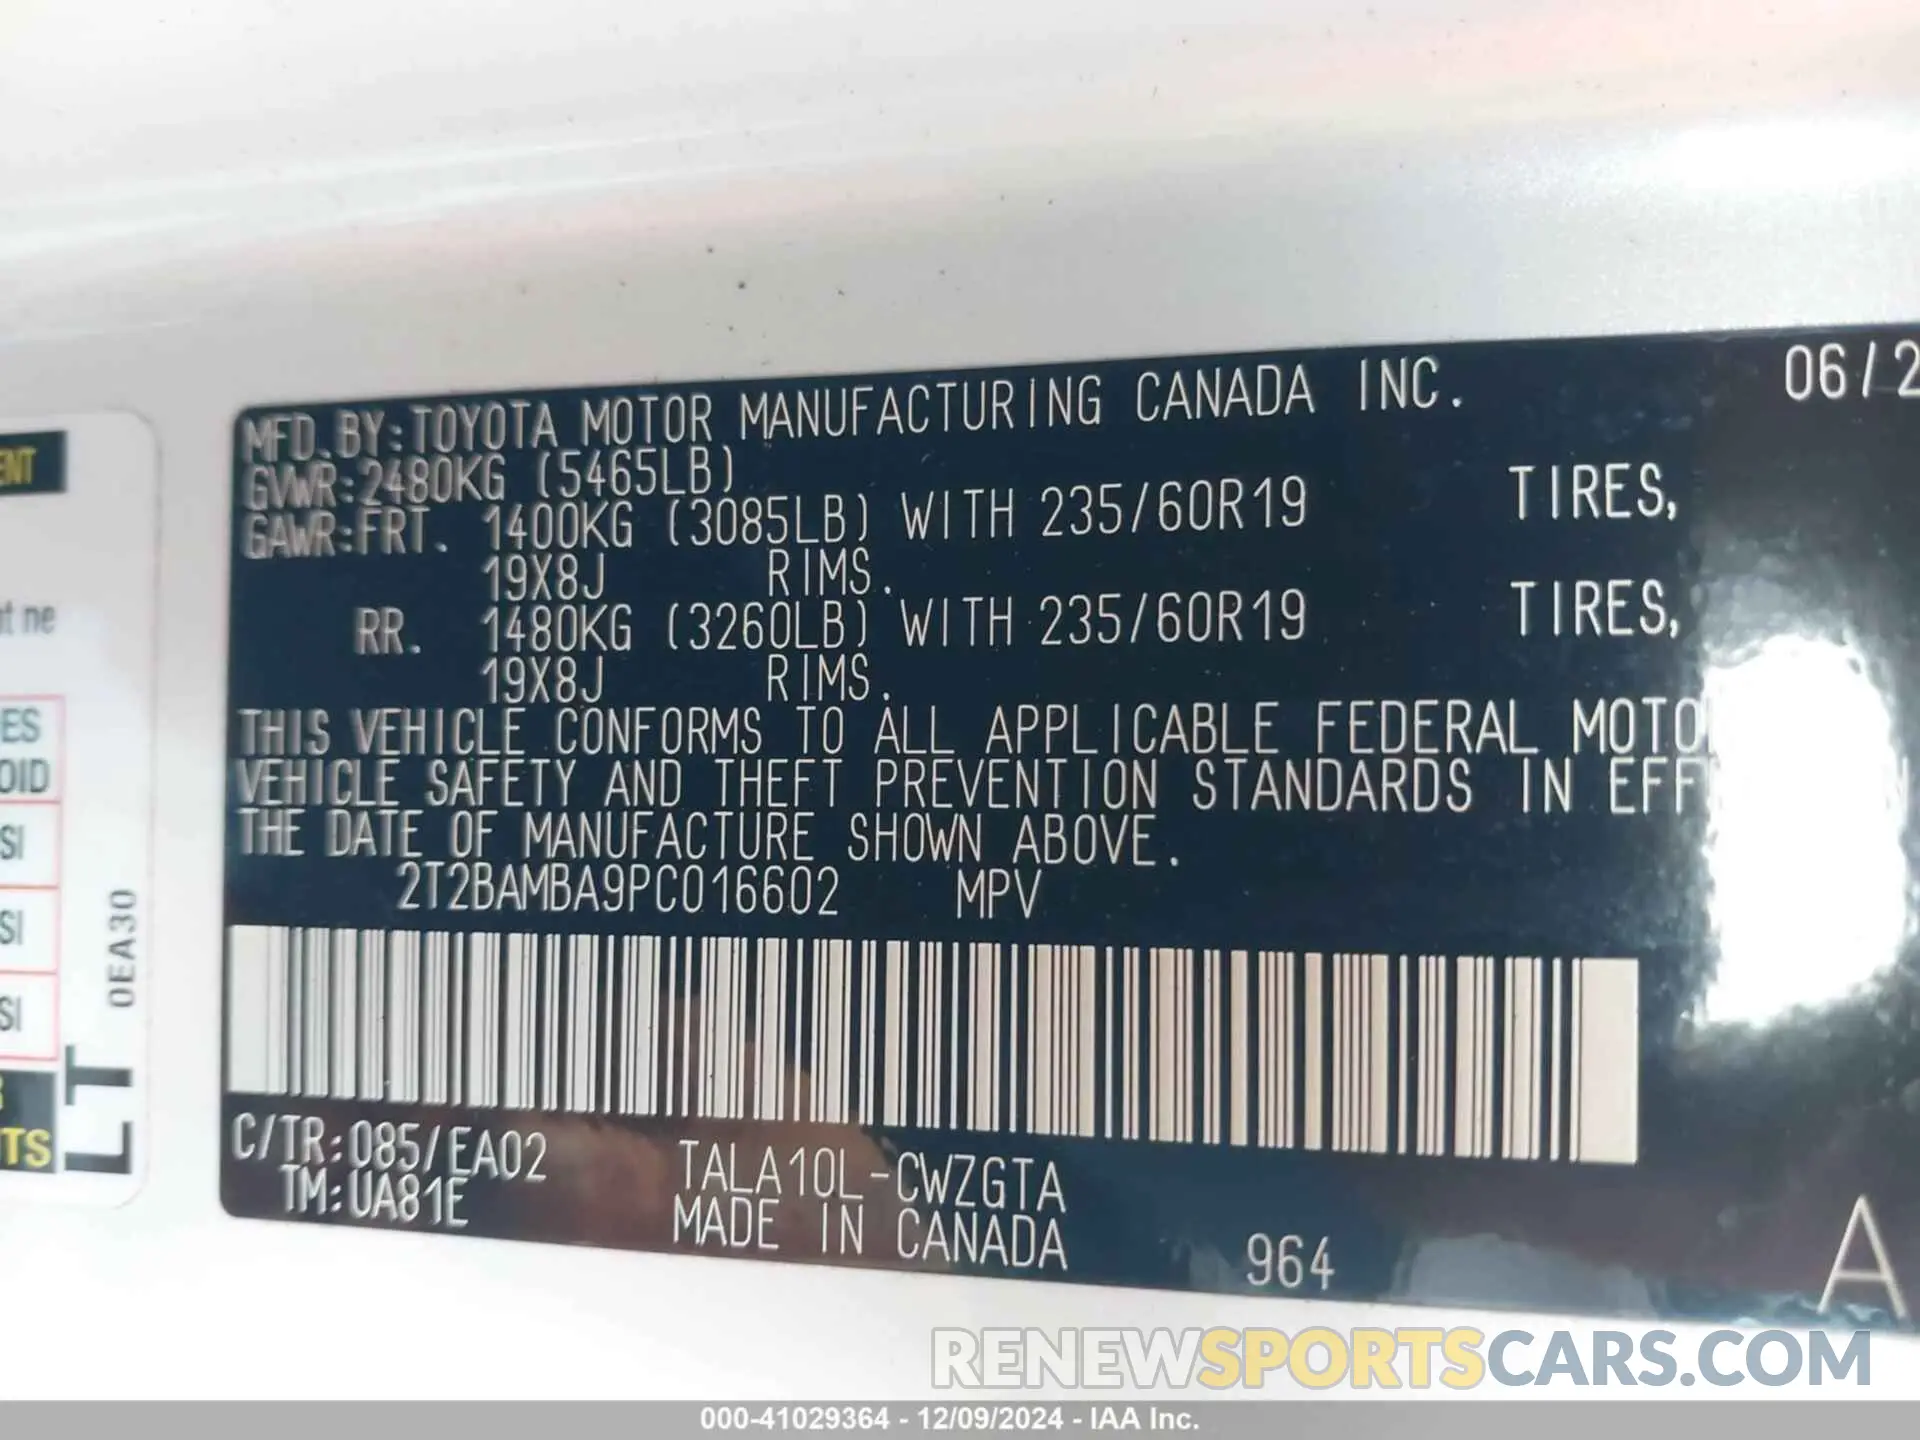 MFD.BY:TOYOTA MOTOR MANUFACTURING CANADA INC. 06/2
GVWR:2480KG (5465LB)
GAWR:FRT. 1400KG (3085LB) WITH 235/60R19 TIRES,
19X8J RIMS.
RR. 1480KG (3260LB) WITH 235/60R19 TIRES,
19X8J RIMS.
THIS VEHICLE CONFORMS TO ALL APPLICABLE FEDERAL MOTO
VEHICLE SAFETY AND THEFT PREVENTION STANDARDS IN EFF
THE DATE OF MANUFACTURE SHOWN ABOVE.
2T2BAMBA9PC016602 MPV
C/TR:085/EA02 TALA10L-CWZGTA
TM:UA81E MADE IN CANADA 964
A
ENT
t ne
ES
OID
SI
SI
SI
TS
LT
0EA30
RENEWSPORTSCARS.COM
000-41029364 - 12/09/2024 - IAA Inc.